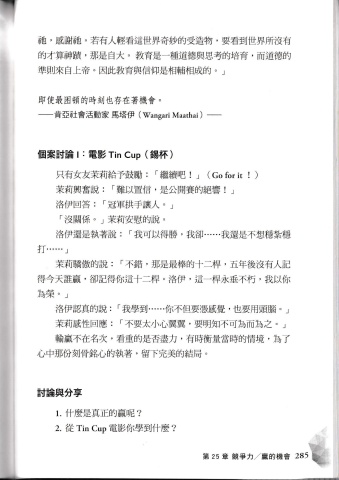 祂，感謝祂。若有人輕看這世界奇妙的受造物，要看到世界所沒有
的才算神蹟，那是自大。教育是一種道德與思考的培育，而道德的
準則來自上帝。因此教育與信仰是相輔相成的。」
即使最困頓的時刻也存在著機會。
──肯亞社會活動家 馬塔伊（Wangari Maathai）──
個案討論 I：電影 Tin Cup（錫杯）
只有女友茉莉給予鼓勵：「繼續吧！」（Go for it！）
茉莉興奮說：「難以置信，是公開賽的絕響！」
洛伊回答：「冠軍拱手讓人。」
「沒關係。」茉莉安慰的說。
洛伊還是執著說：「我可以得勝，我卻……我還是不想穩紮穩
打……」
茉莉驕傲的說：「不錯，那是最棒的十二桿，五年後沒有人記
得今天誰贏，卻記得你這十二桿。洛伊，這一桿永垂不朽，我以你
為榮。」
洛伊認真的說：「我學到……你不但要憑感覺，也要用頭腦。」
茉莉感性回應：「不要太小心翼翼，要明知不可為而為之。」
輸贏不在名次，看重的是否盡力，有時衡量當時的情境，為了
心中那份刻骨銘心的執著，留下完美的結局。
討論與分享
1. 什麼是真正的贏呢？
2. 從 Tin Cup 電影你學到什麼？
第 25 章 競爭力／贏的機會 285